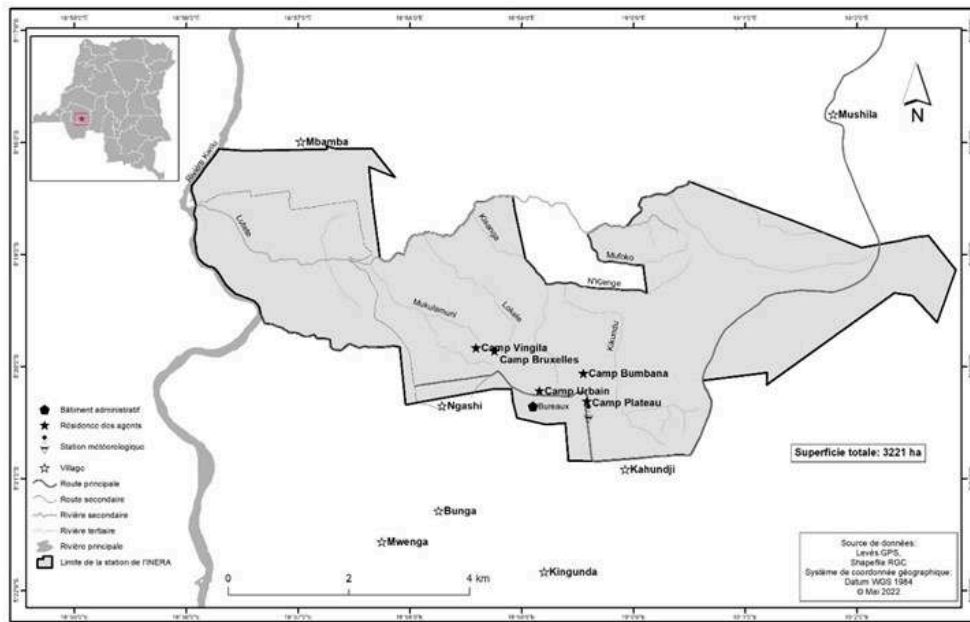 Mushila
Mbamba
Rivière Kwilu
Lutete
Kisanga
Mufoko
N'Kenge
Mukulamuni
Lokele
Kikundu
Camp Vingila
Camp Bruxelles
Camp Bumbana
Camp Urbain
Camp Plateau
Bureaux
Ngashi
Kahundji
Bunga
Mwenga
Kingunda
N
Bâtiment administratif
Résidence des agents
Station météorologique
Village
Route principale
Route secondaire
Rivière secondaire
Rivière tertiaire
Rivière principale
Limite de la station de l'INERA
0 2 4 km
Superficie totale: 3221 ha
Source de données:
Levés GPS,
Shapefile RGC
Système de coordonnée géographique:
Datum WGS 1984
© Mai 2022